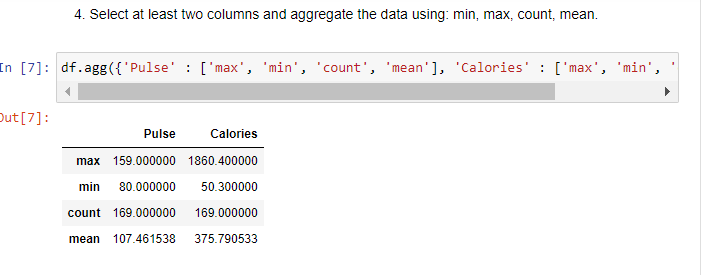 4. Select at least two columns and aggregate the data using: min, max, count, mean.
In [7]: df.agg({'Pulse' : ['max', 'min', 'count', 'mean'], 'Calories' : ['max', 'min', '
Out[7]:
Pulse Calories
max 159.000000 1860.400000
min 80.000000 50.300000
count 169.000000 169.000000
mean 107.461538 375.790533